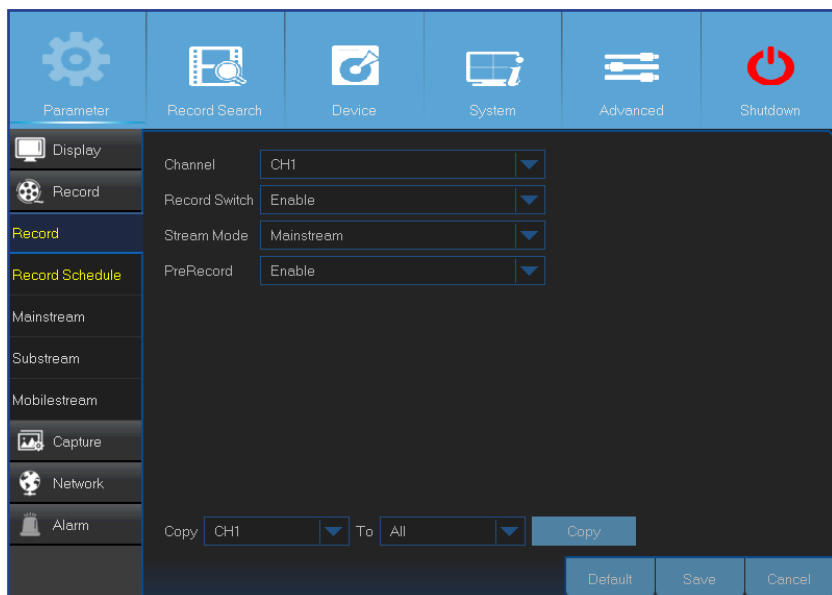 Parameter
Record Search
Device
System
Advanced
Shutdown
Display
Record
Record
Record Schedule
Mainstream
Substream
Mobilestream
Capture
Network
Alarm
Channel CH1
Record Switch Enable
Stream Mode Mainstream
PreRecord Enable
Copy CH1 To All Copy
Default Save Cancel